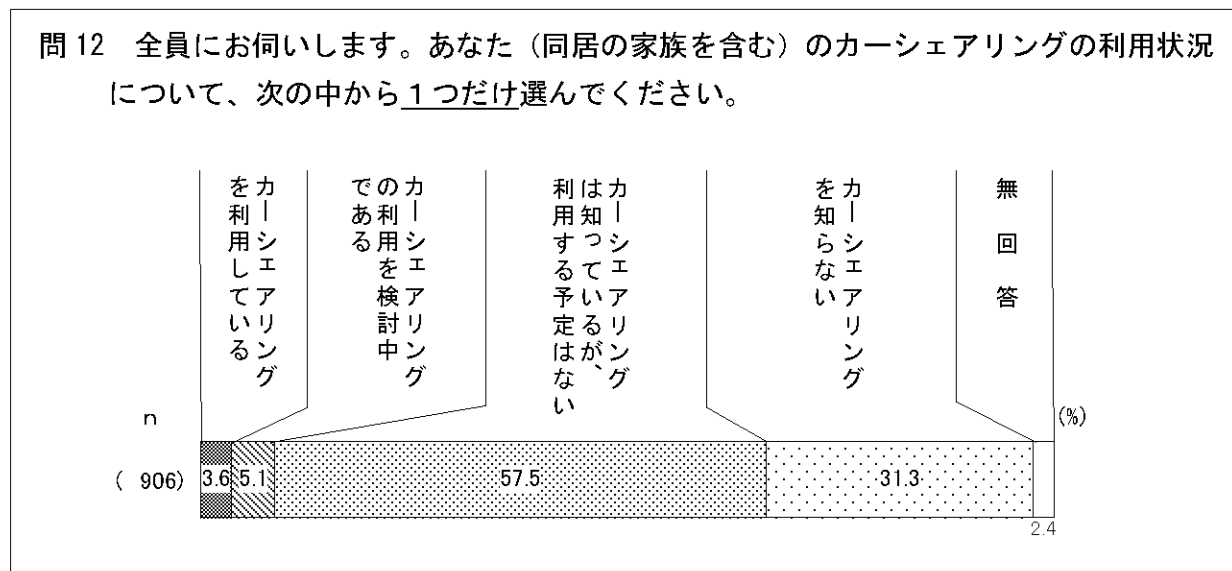 問12 全員にお伺いします。あなた（同居の家族を含む）のカーシェアリングの利用状況
について、次の中から１つだけ選んでください。
カーシェアリング
を利用している
カーシェアリング
の利用を検討中
である
カーシェアリング
は知っているが、
利用する予定はない
カーシェアリング
を知らない
無回答
n
(%)
( 906)
3.6
5.1
57.5
31.3
2.4